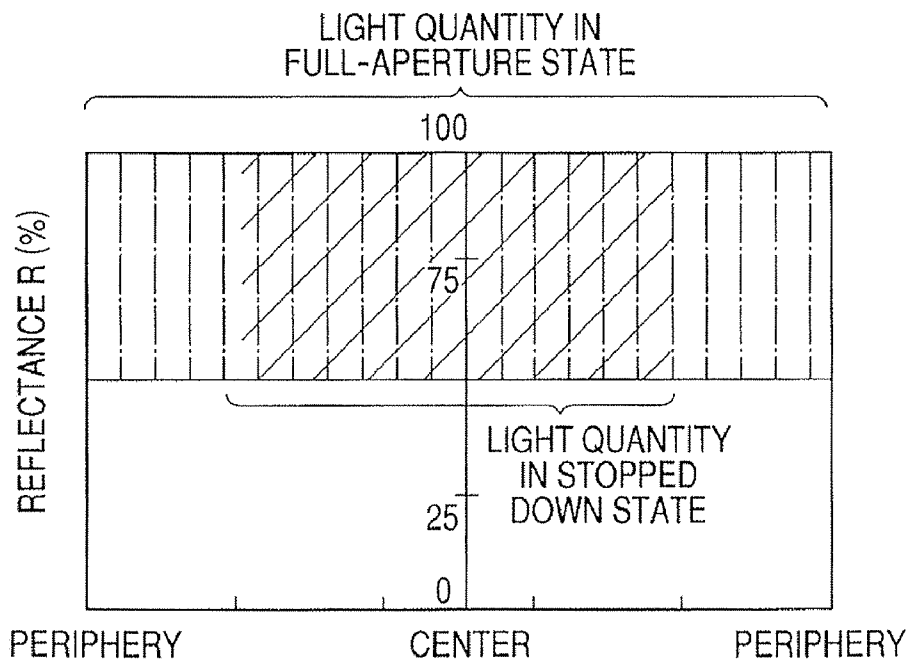 LIGHT QUANTITY IN
FULL-APERTURE STATE
100
REFLECTANCE R (%)
75
LIGHT QUANTITY
IN STOPPED
DOWN STATE
25
0
PERIPHERY CENTER PERIPHERY